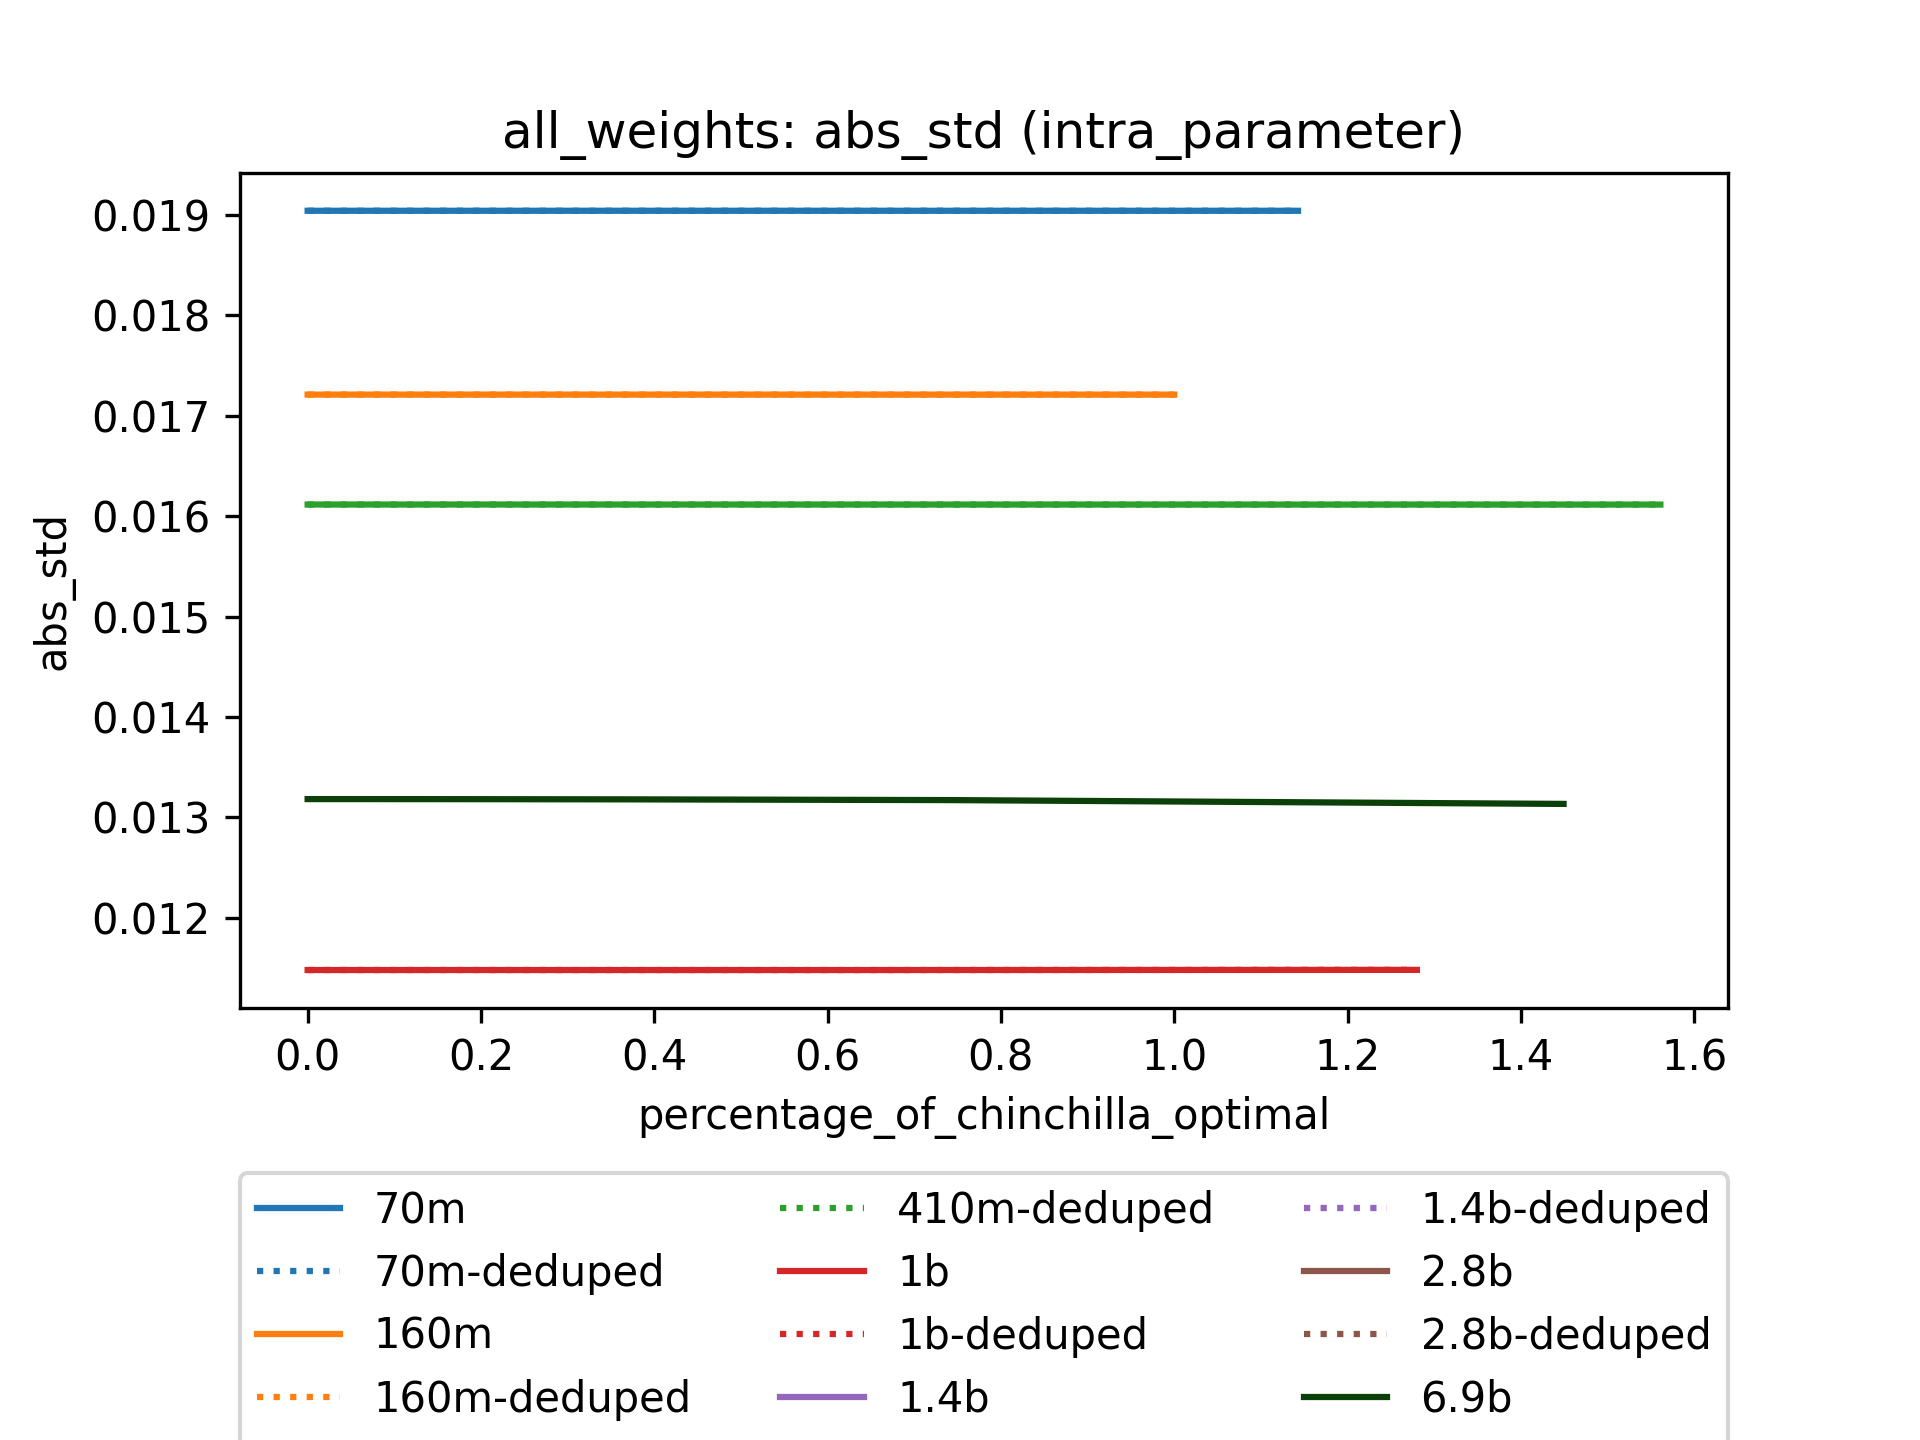 all_weights: abs_std (intra_parameter)
abs_std
0.019
0.018
0.017
0.016
0.015
0.014
0.013
0.012
0.0 0.2 0.4 0.6 0.8 1.0 1.2 1.4 1.6
percentage_of_chinchilla_optimal
70m
70m-deduped
160m
160m-deduped
410m-deduped
1b
1b-deduped
1.4b
1.4b-deduped
2.8b
2.8b-deduped
6.9b